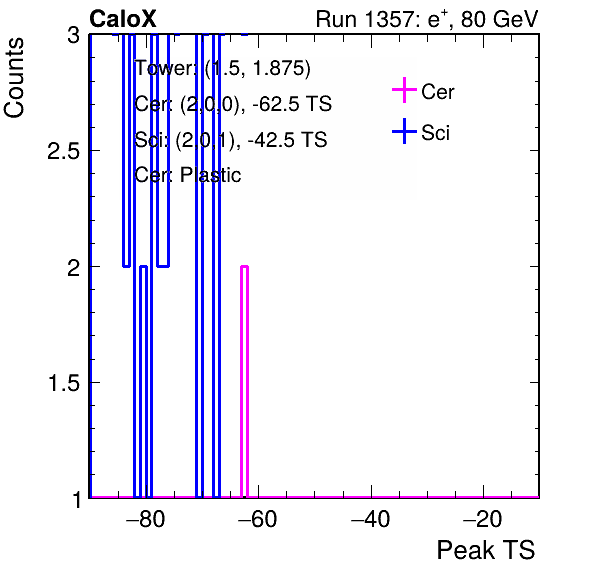 CaloX Run 1357: e⁺, 80 GeV
Counts
3
2.5
2
1.5
1
Tower: (1.5, 1.875)
Cer: (2,0,0), -62.5 TS
Sci: (2,0,1), -42.5 TS
Cer: Plastic
Cer
Sci
−80 −60 −40 −20
Peak TS